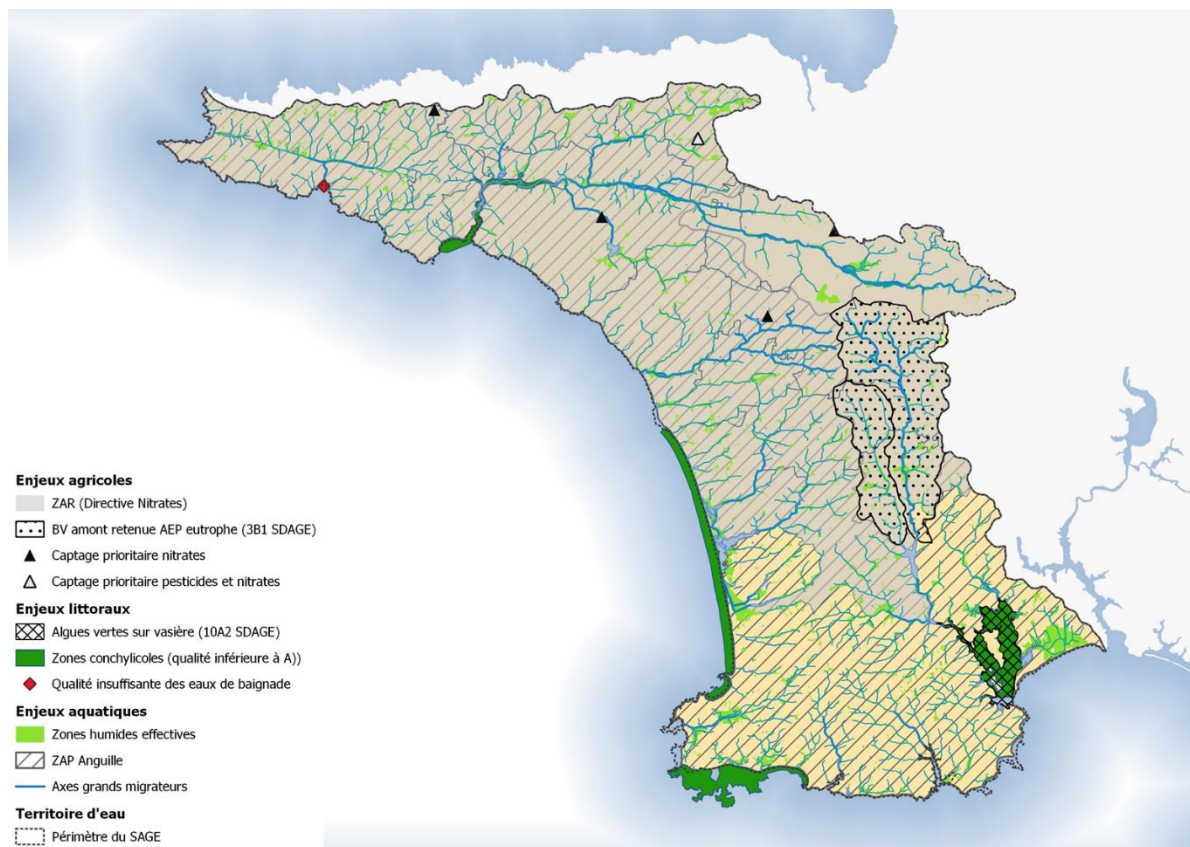 Enjeux agricoles
ZAR (Directive Nitrates)
BV amont retenue AEP eutrophe (3B1 SDAGE)
Captage prioritaire nitrates
Captage prioritaire pesticides et nitrates
Enjeux littoraux
Algues vertes sur vasière (10A2 SDAGE)
Zones conchylicoles (qualité inférieure à A))
Qualité insuffisante des eaux de baignade
Enjeux aquatiques
Zones humides effectives
ZAP Anguille
Axes grands migrateurs
Territoire d'eau
Périmètre du SAGE